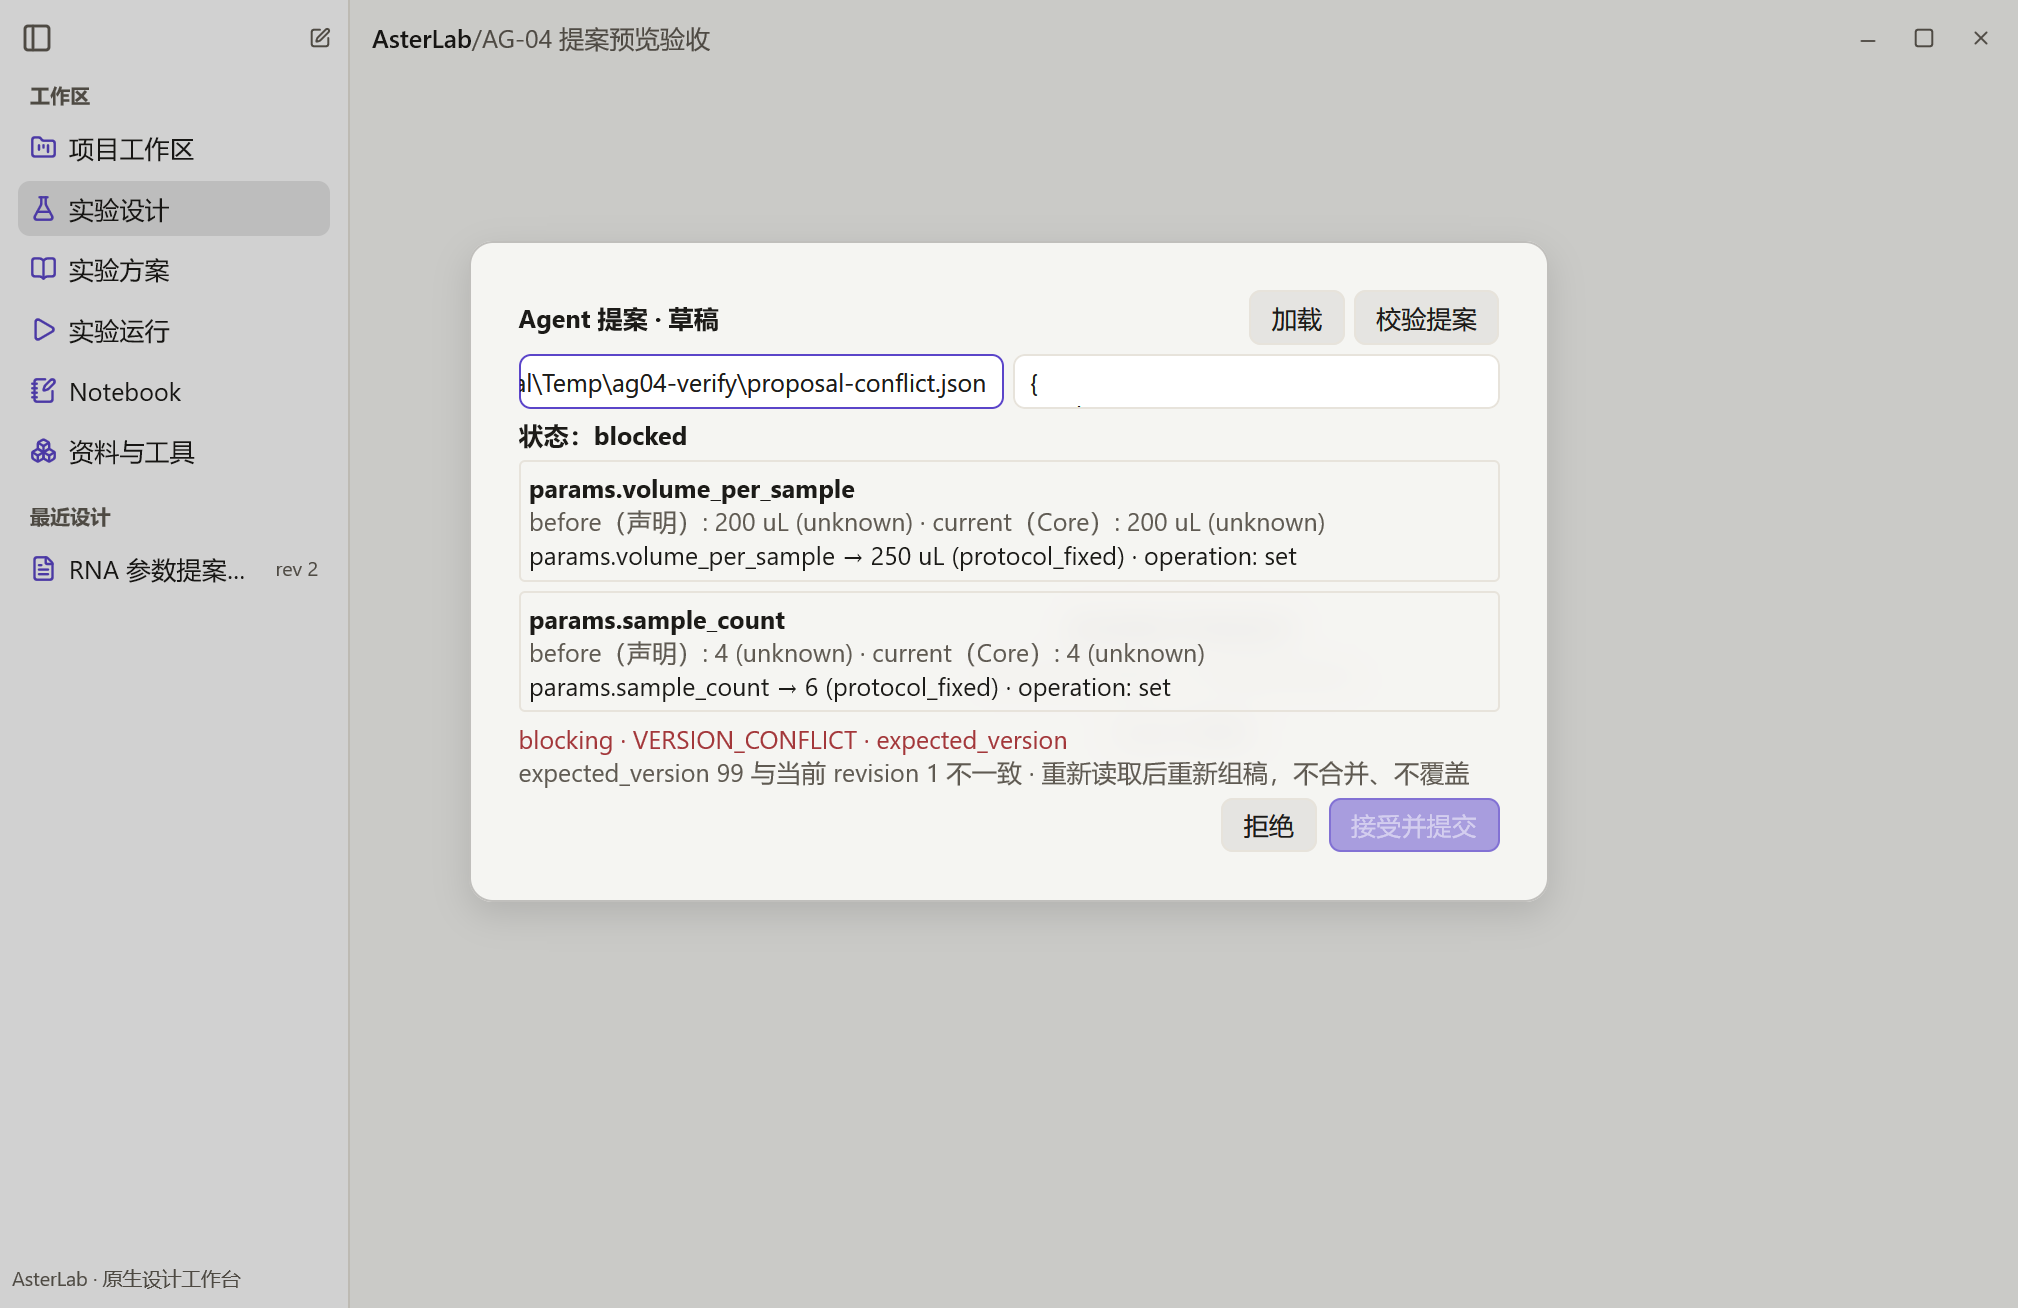 AsterLab/AG-04 提案预览验收
工作区
项目工作区
实验设计
实验方案
实验运行
Notebook
资料与工具
最近设计
RNA 参数提案... rev 2
AsterLab · 原生设计工作台
Agent 提案 · 草稿
加载
校验提案
al\Temp\ag04-verify\proposal-conflict.json
{
状态：blocked
params.volume_per_sample
before（声明）: 200 uL (unknown) · current（Core）: 200 uL (unknown)
params.volume_per_sample → 250 uL (protocol_fixed) · operation: set
params.sample_count
before（声明）: 4 (unknown) · current（Core）: 4 (unknown)
params.sample_count → 6 (protocol_fixed) · operation: set
blocking · VERSION_CONFLICT · expected_version
expected_version 99 与当前 revision 1 不一致 · 重新读取后重新组稿，不合并、不覆盖
拒绝
接受并提交